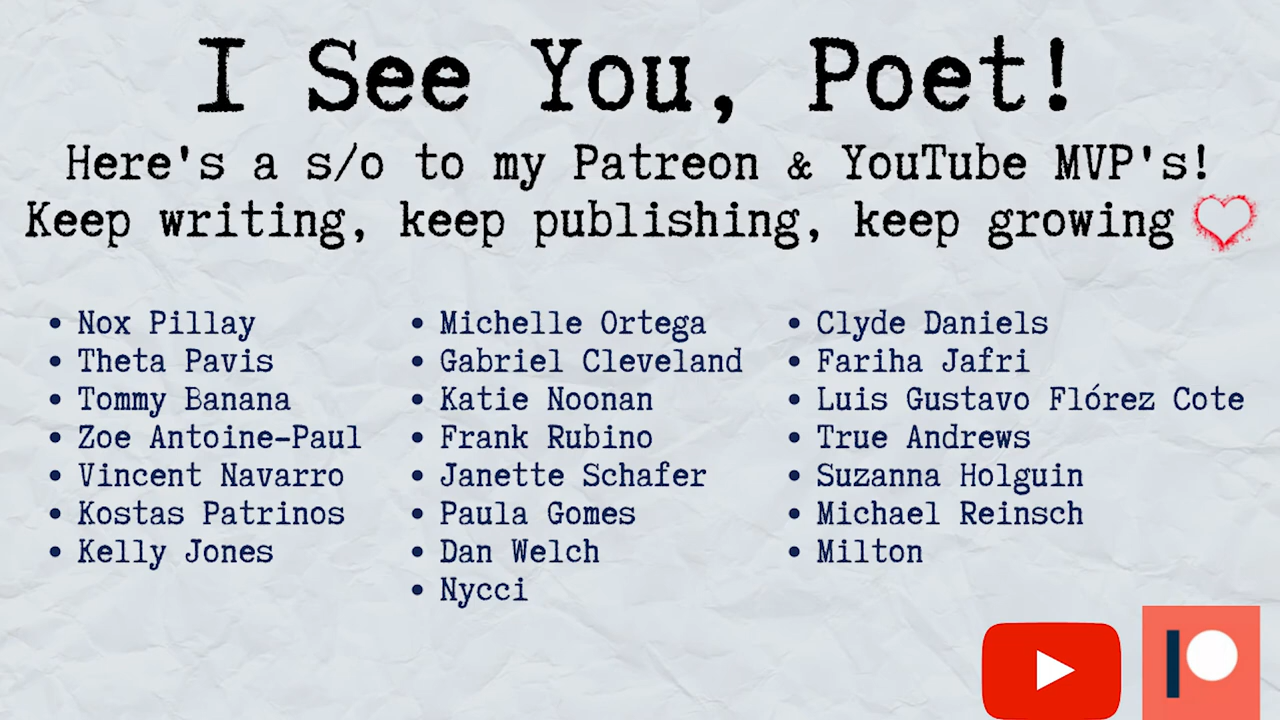 I See You, Poet!
Here's a s/o to my Patreon & YouTube MVP's!
Keep writing, keep publishing, keep growing
• Nox Pillay
• Theta Pavis
• Tommy Banana
• Zoe Antoine-Paul
• Vincent Navarro
• Kostas Patrinos
• Kelly Jones
• Michelle Ortega
• Gabriel Cleveland
• Katie Noonan
• Frank Rubino
• Janette Schafer
• Paula Gomes
• Dan Welch
• Nycci
• Clyde Daniels
• Fariha Jafri
• Luis Gustavo Flórez Cote
• True Andrews
• Suzanna Holguin
• Michael Reinsch
• Milton